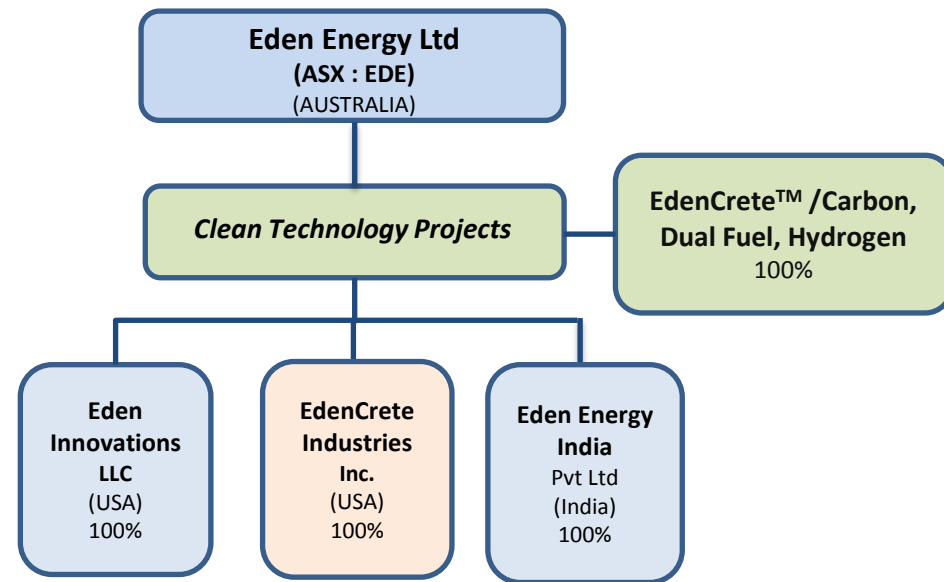 Eden Energy Ltd
(ASX : EDE)
(AUSTRALIA)
Clean Technology Projects
EdenCrete™ /Carbon,
Dual Fuel, Hydrogen
100%
Eden
Innovations
LLC
(USA)
100%
EdenCrete
Industries
Inc.
(USA)
100%
Eden Energy
India
Pvt Ltd
(India)
100%